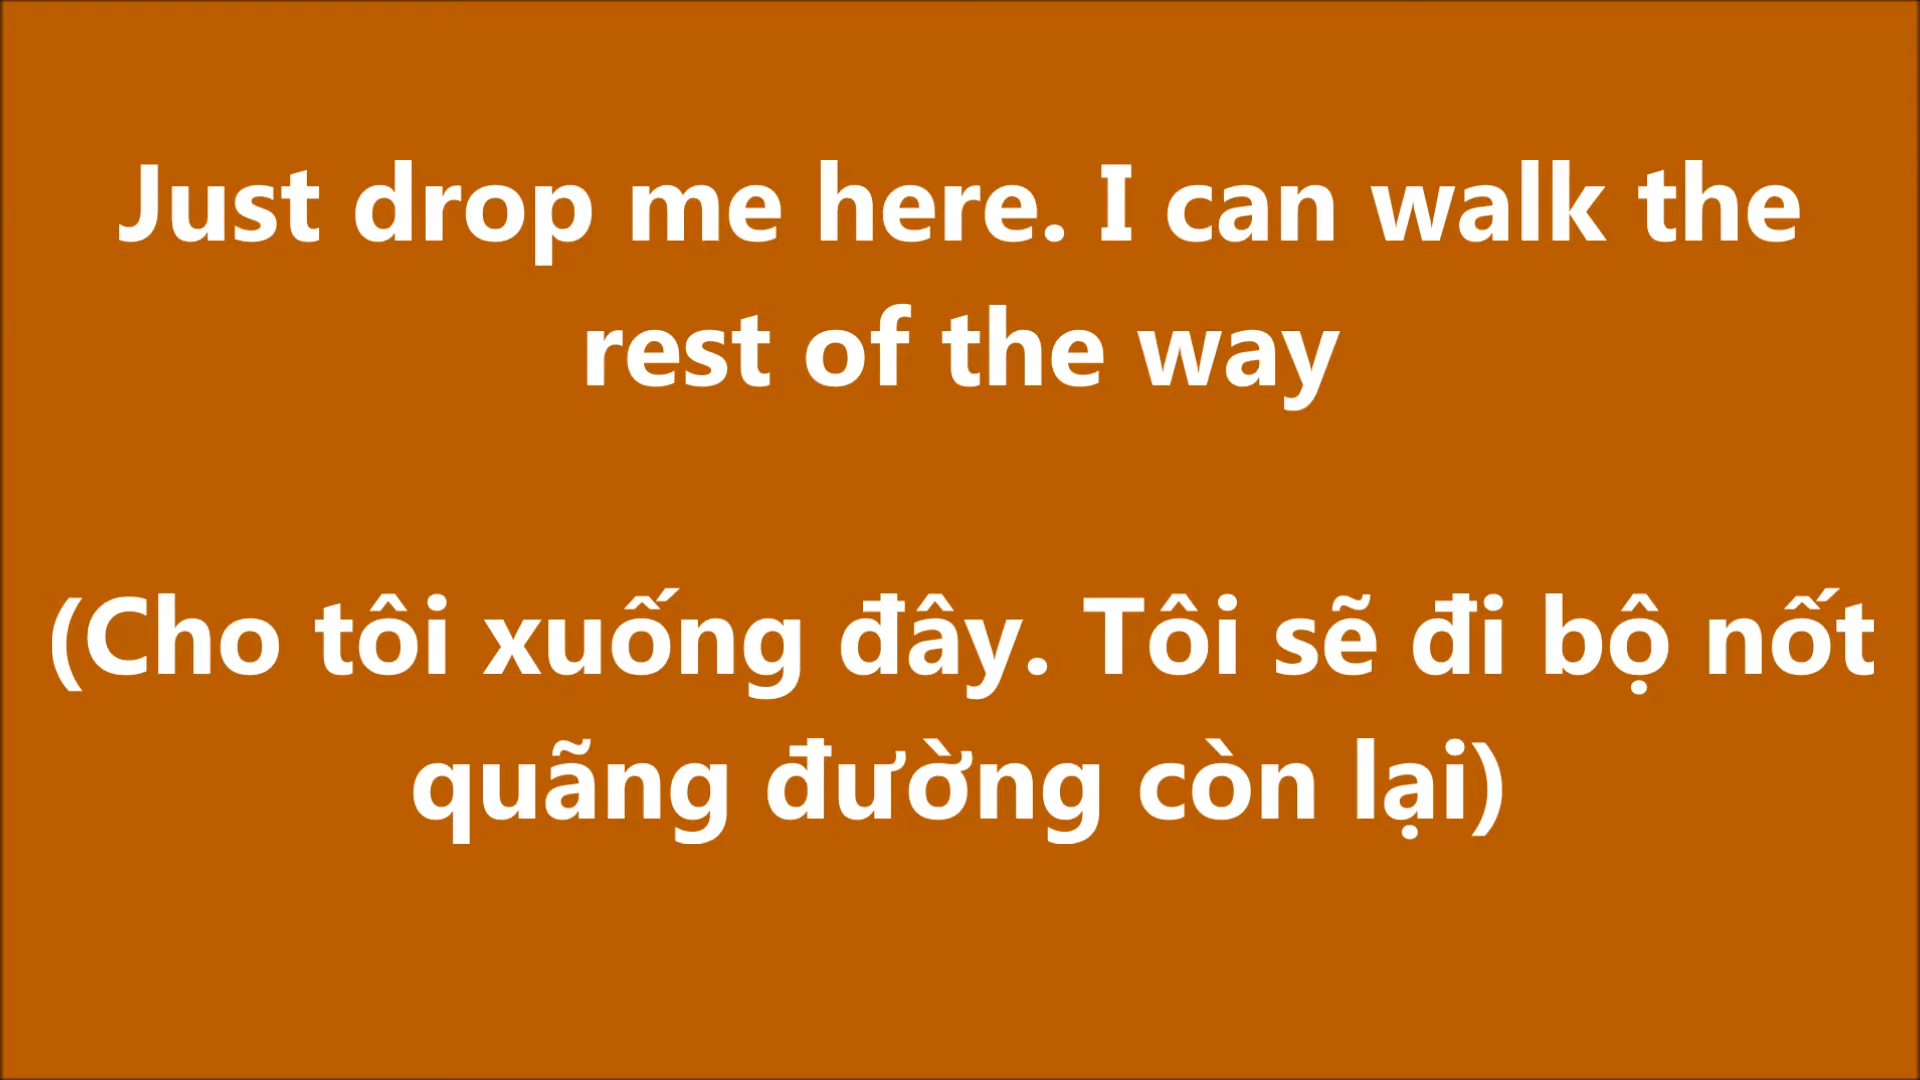 Just drop me here. I can walk the
rest of the way
(Cho tôi xuống đây. Tôi sẽ đi bộ nốt
quãng đường còn lại)